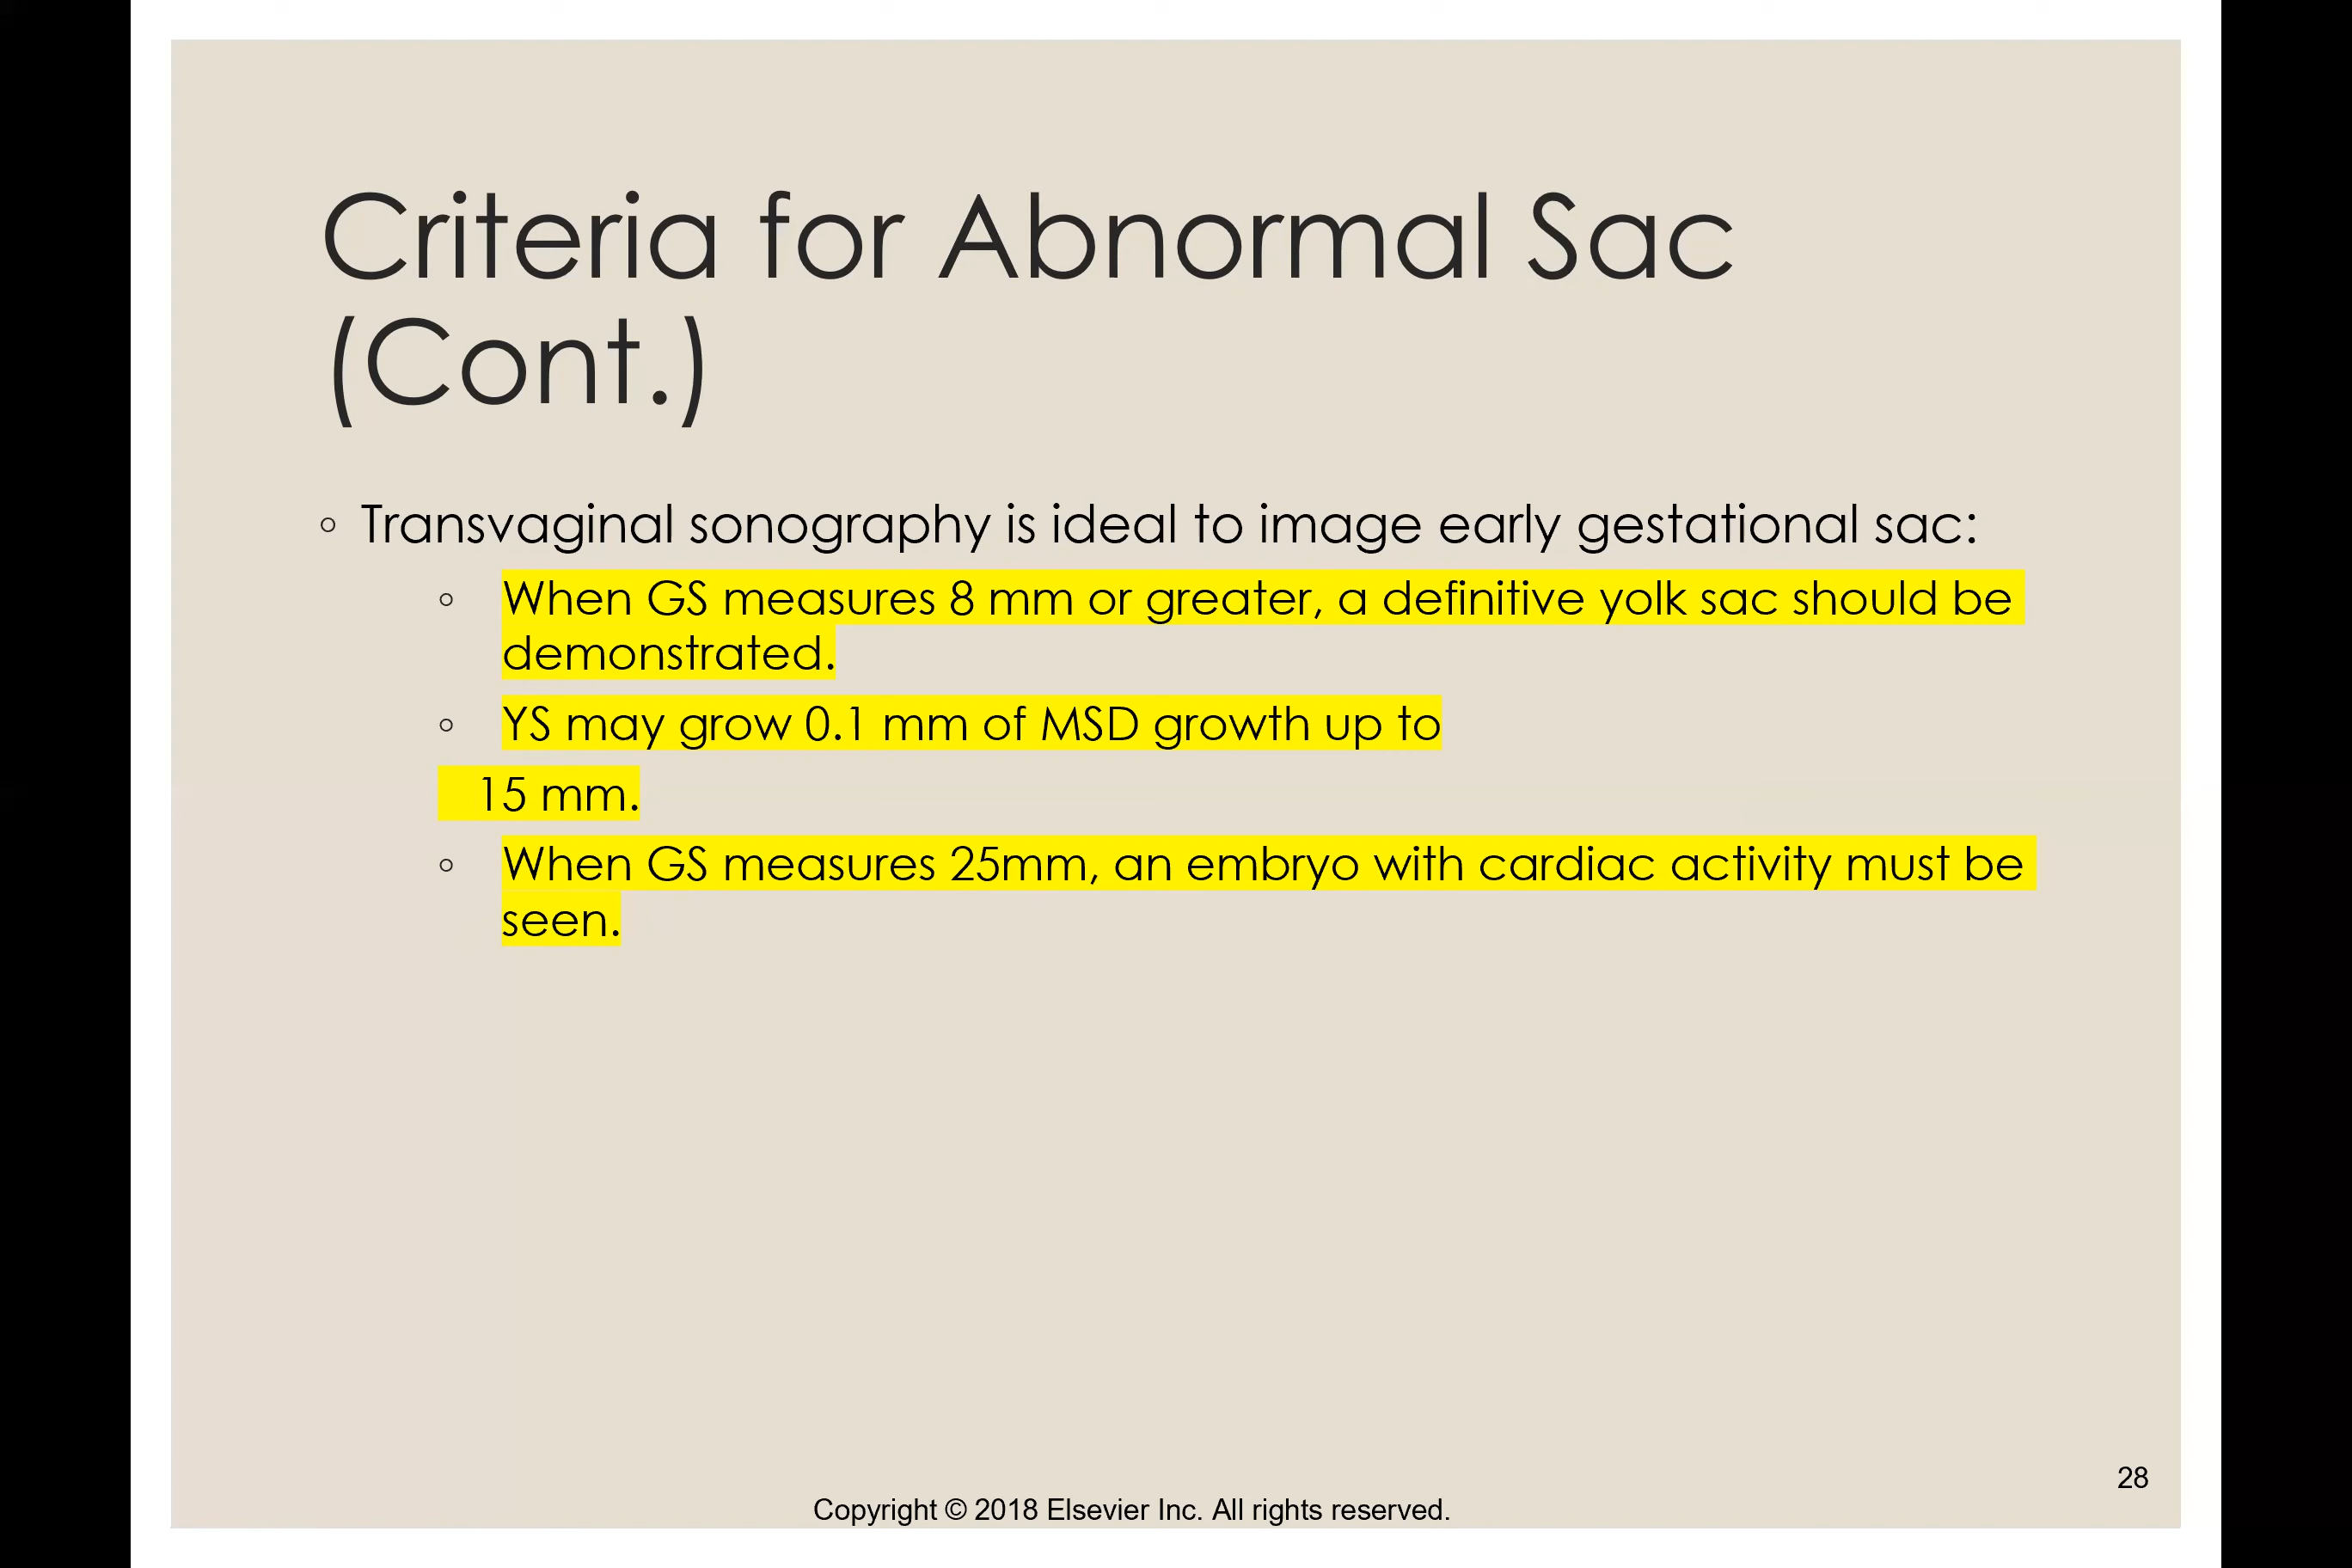 Criteria for Abnormal Sac
(Cont.)
◦ Transvaginal sonography is ideal to image early gestational sac:
◦ When GS measures 8 mm or greater, a definitive yolk sac should be
demonstrated.
◦ YS may grow 0.1 mm of MSD growth up to
15 mm.
◦ When GS measures 25mm, an embryo with cardiac activity must be
seen.
28
Copyright © 2018 Elsevier Inc. All rights reserved.